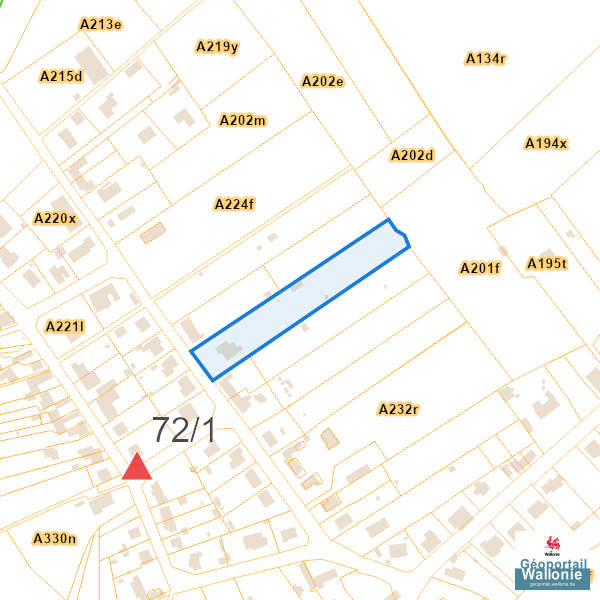 A213e
A219y
A134r
A215d
A202e
A202m
A194x
A202d
A220x
A224f
A201f
A195t
A221l
A232r
72/1
A330n
Wallonie
Géoportail
Wallonie
geoportail.wallonie.be